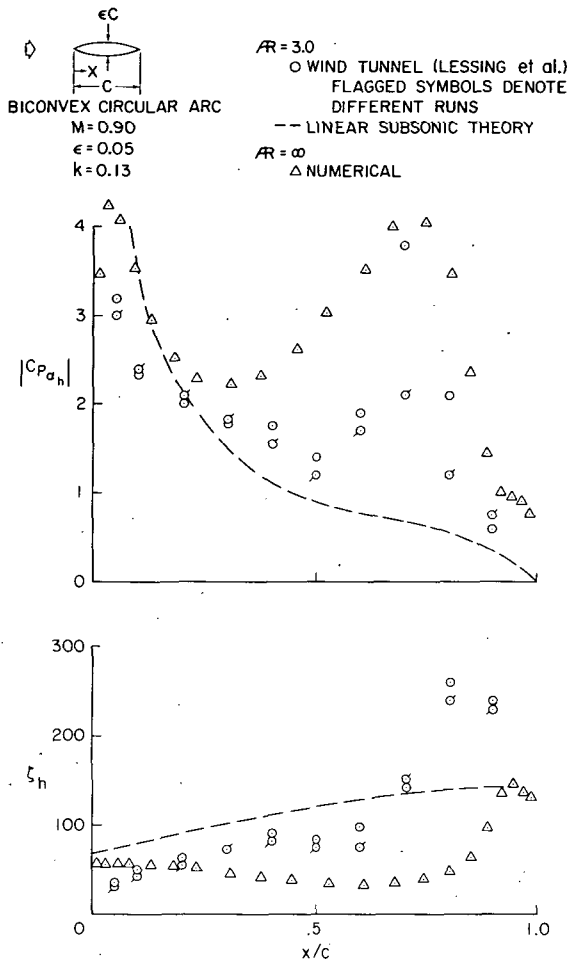 ϵC
X
C
BICONVEX CIRCULAR ARC
M=0.90
ϵ=0.05
k=0.13
AR=3.0
WIND TUNNEL (LESSING et al.)
FLAGGED SYMBOLS DENOTE
DIFFERENT RUNS
LINEAR SUBSONIC THEORY
AR=∞
NUMERICAL
4
3
|Cpαh|
2
1
0
300
200
ζh
100
0
0
.5
1.0
x/c